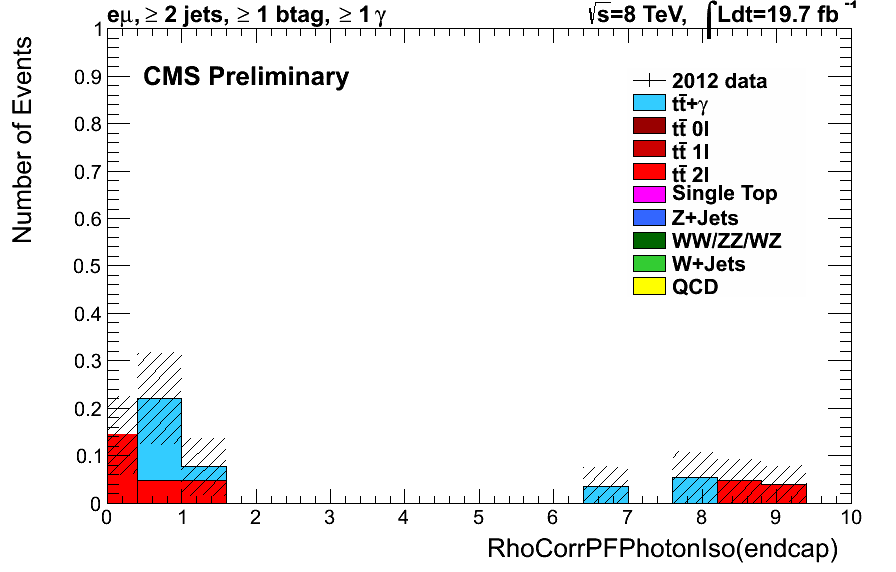 eμ, ≥ 2 jets, ≥ 1 btag, ≥ 1 γ
√s=8 TeV, ∫Ldt=19.7 fb⁻¹
CMS Preliminary
2012 data
tt̄+γ
tt̄ 0l
tt̄ 1l
tt̄ 2l
Single Top
Z+Jets
WW/ZZ/WZ
W+Jets
QCD
Number of Events
1
0.9
0.8
0.7
0.6
0.5
0.4
0.3
0.2
0.1
0
0 1 2 3 4 5 6 7 8 9 10
RhoCorrPFPhotonIso(endcap)